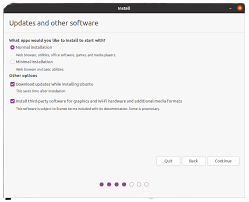 Install
Updates and other software
What apps would you like to install to start with?
Normal installation
Web browser, utilities, office software, games, and media players.
Minimal installation
Web browser and basic utilities.
Other options
Download updates while installing Ubuntu
This saves time after installation.
Install third-party software for graphics and Wi-Fi hardware and additional media formats
This software is subject to license terms included with its documentation. Some is proprietary.
Quit
Back
Continue